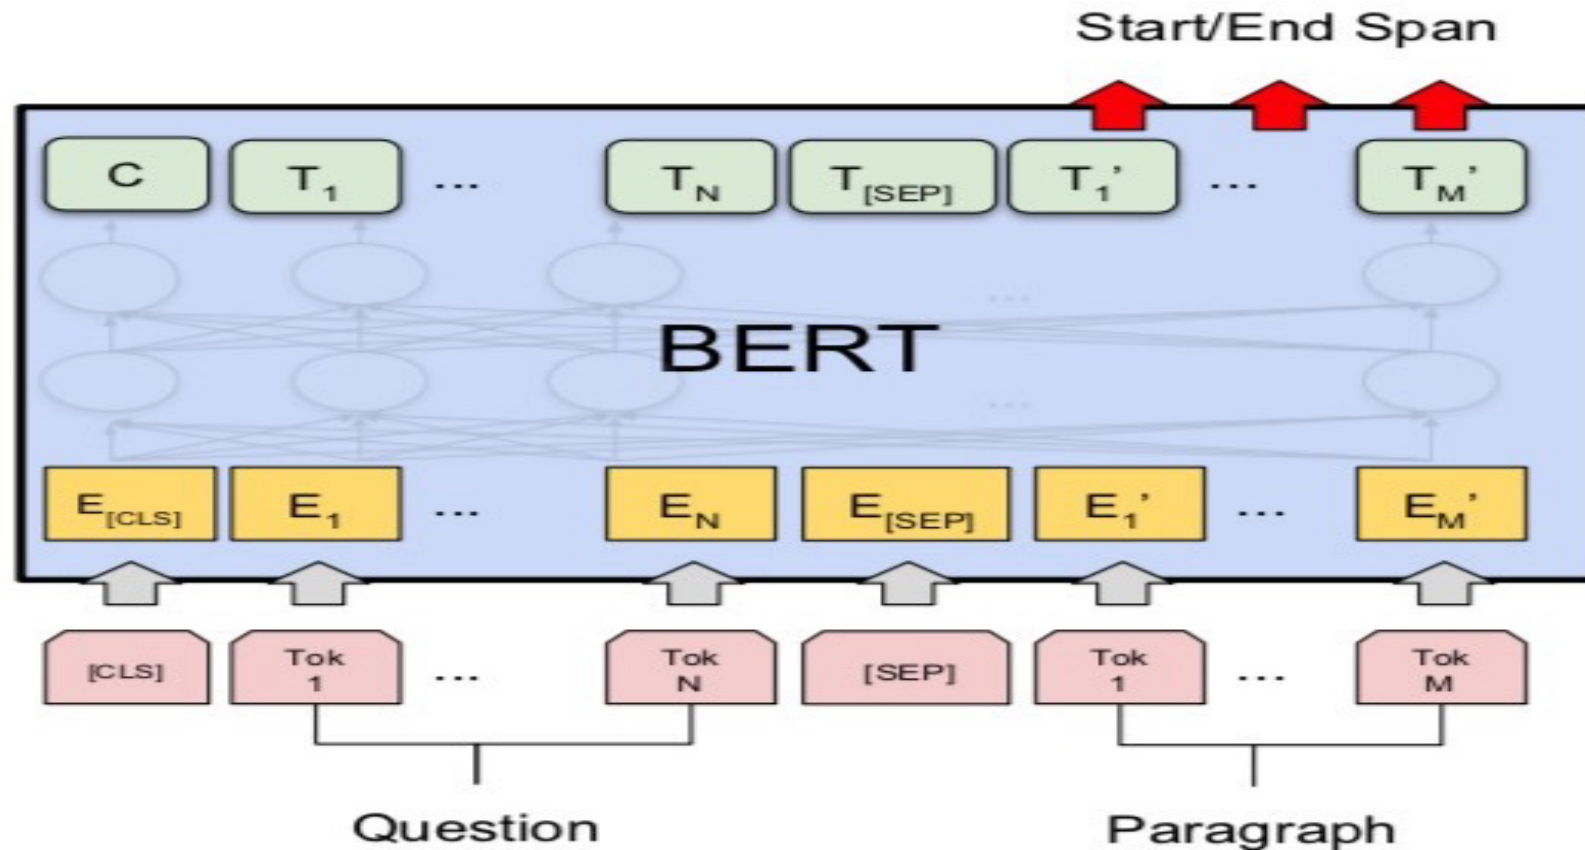 Start/End Span
C T1 ... TN T[SEP] T1’ ... TM’
...
BERT
...
E[CLS] E1 ... EN E[SEP] E1’ ... EM’
[CLS] Tok 1 ... Tok N [SEP] Tok 1 ... Tok M
Question Paragraph